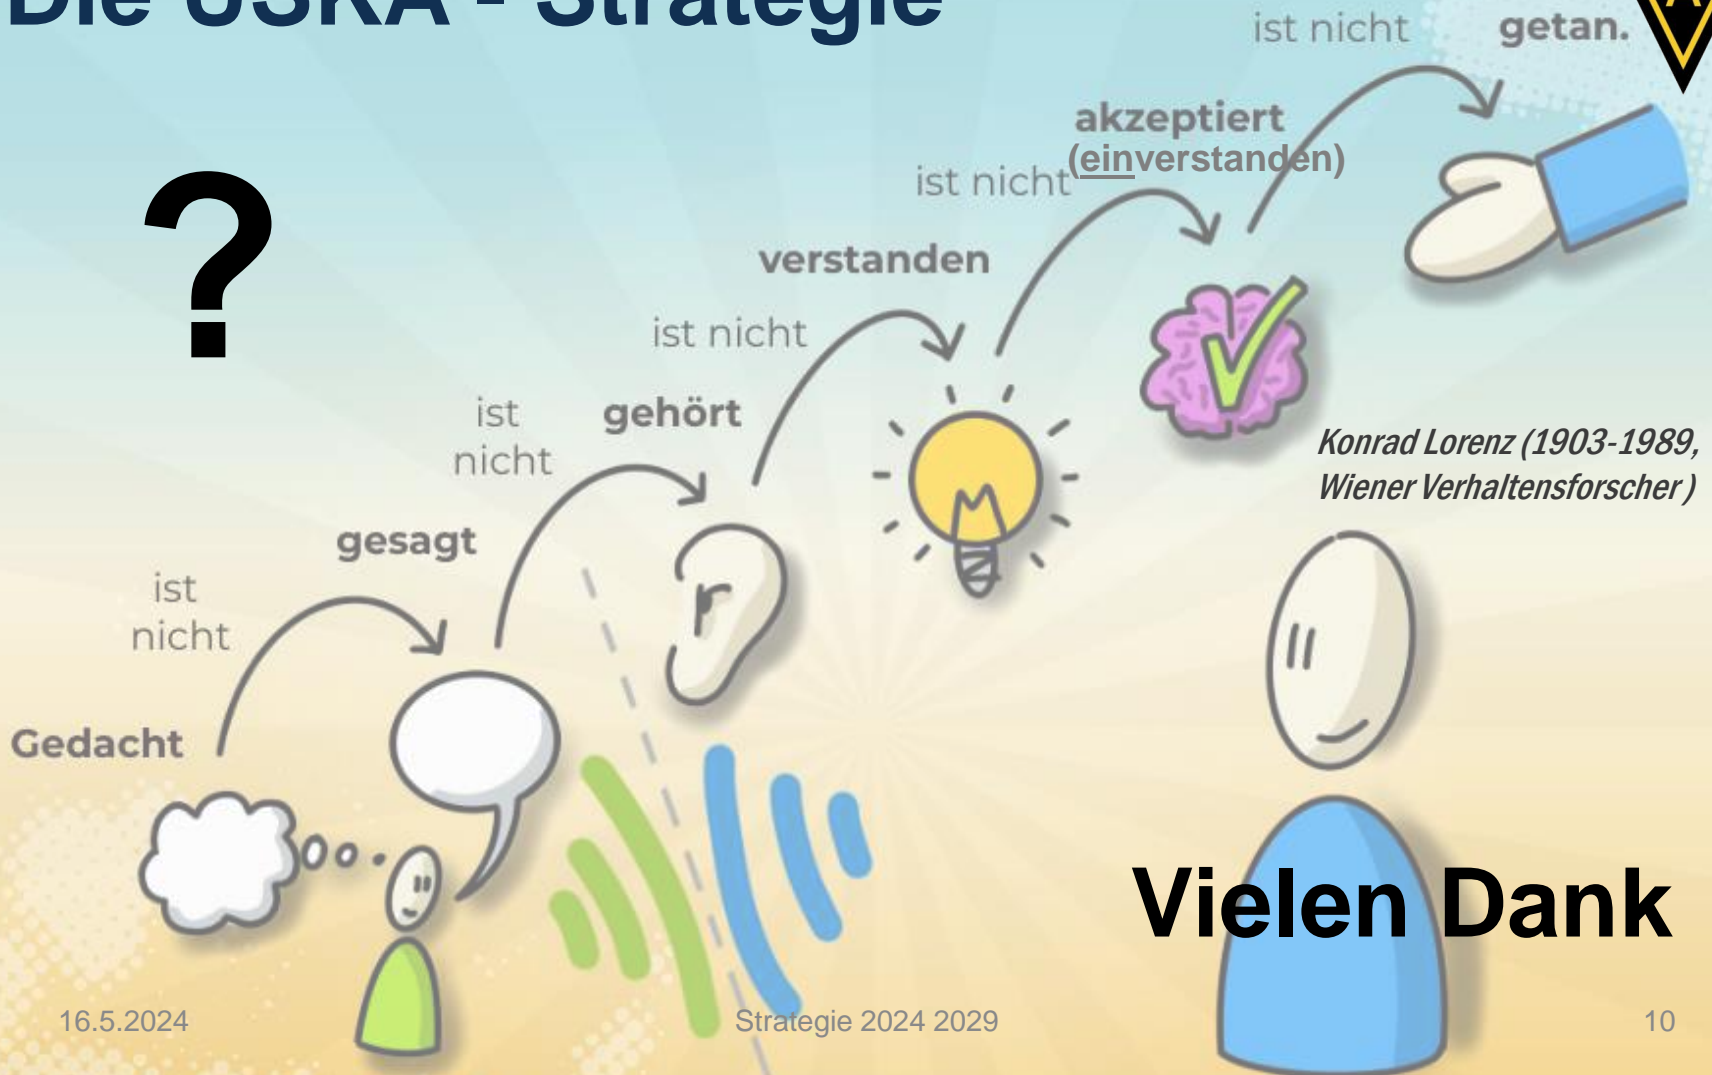 Die USKA - Strategie
ist nicht getan.
akzeptiert
(einverstanden)
ist nicht
verstanden
ist nicht
gehört
ist
nicht
gesagt
ist
nicht
Gedacht
?
Konrad Lorenz (1903-1989,
Wiener Verhaltensforscher)
Vielen Dank
16.5.2024
Strategie 2024 2029
10